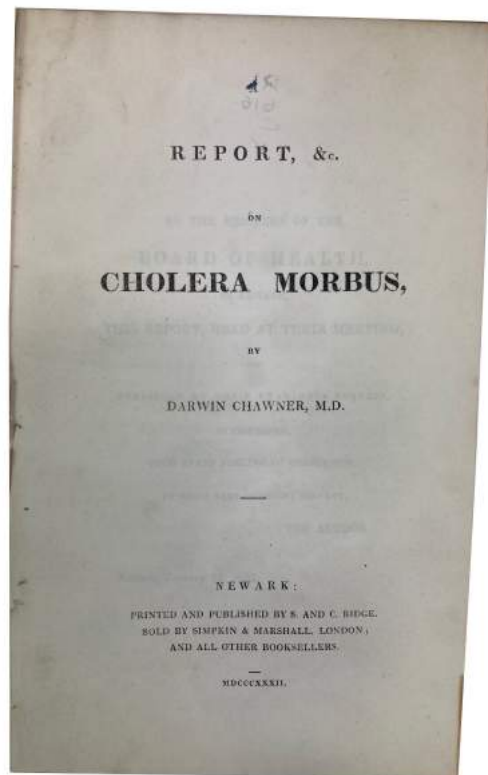 REPORT, &c.
ON
CHOLERA MORBUS,
BY
DARWIN CHAWNER, M.D.
NEWARK:
PRINTED AND PUBLISHED BY S. AND C. RIDGE.
SOLD BY SIMPKIN & MARSHALL, LONDON;
AND ALL OTHER BOOKSELLERS.
MDCCCXXXII.